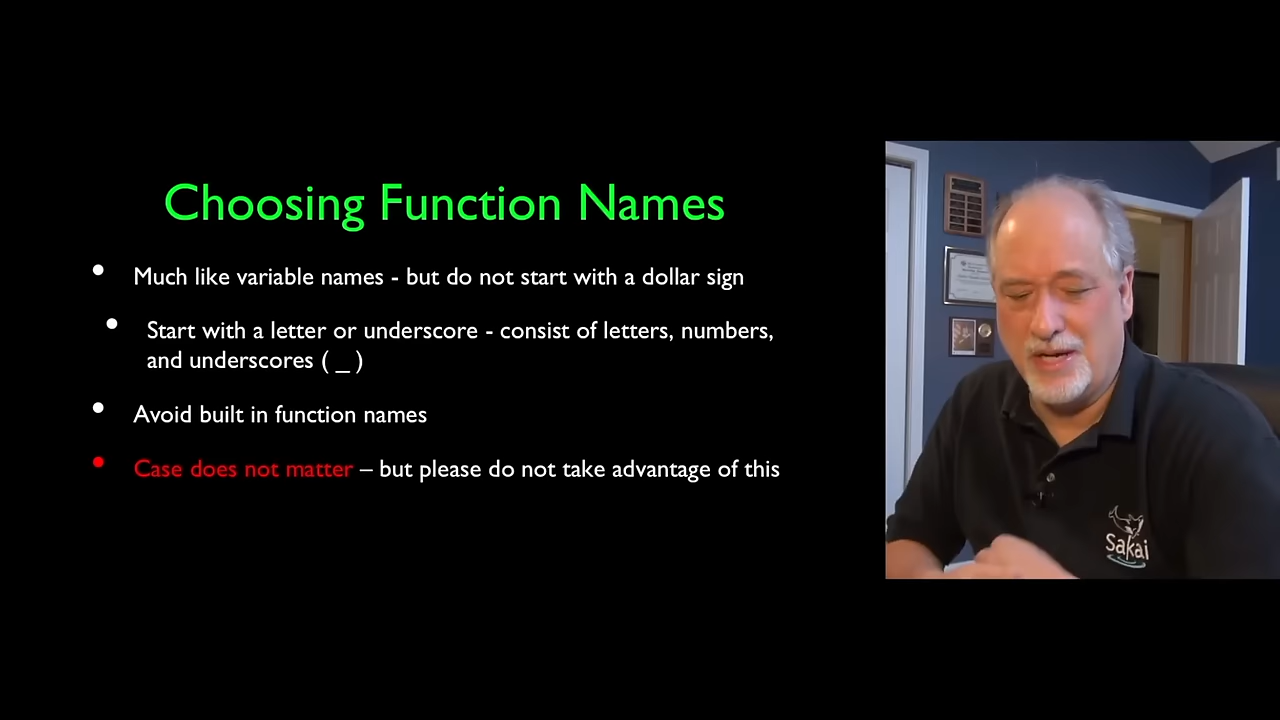 Choosing Function Names
• Much like variable names - but do not start with a dollar sign
• Start with a letter or underscore - consist of letters, numbers,
and underscores ( _ )
• Avoid built in function names
• Case does not matter – but please do not take advantage of this
Sakai